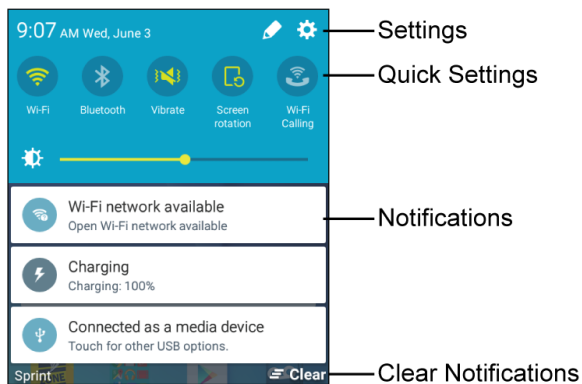 9:07 AM Wed, June 3
Settings
Quick Settings
Wi-Fi
Bluetooth
Vibrate
Screen rotation
Wi-Fi Calling
Wi-Fi network available
Open Wi-Fi network available
Notifications
Charging
Charging: 100%
Connected as a media device
Touch for other USB options.
Sprint
Clear
Clear Notifications